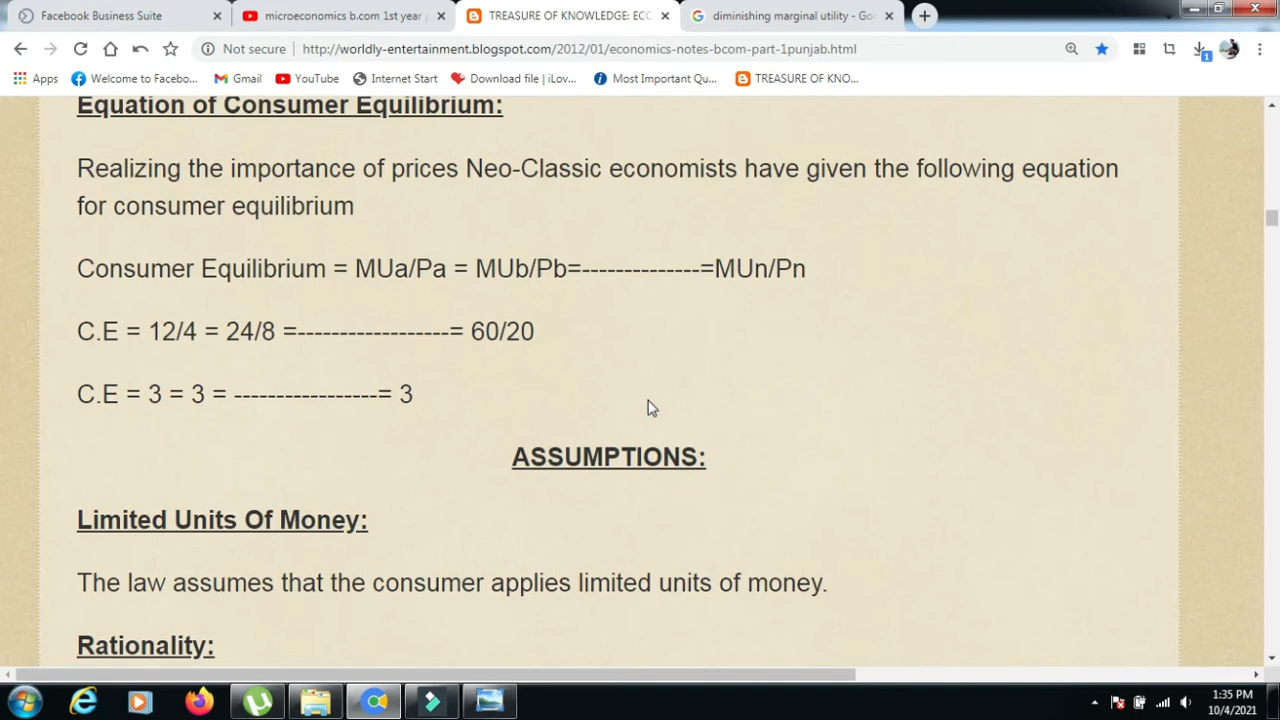 Facebook Business Suite
microeconomics b.com 1st year
TREASURE OF KNOWLEDGE: ECO
diminishing marginal utility - Goo
Not secure
http://worldly-entertainment.blogspot.com/2012/01/economics-notes-bcom-part-1punjab.html
1
Apps
Welcome to Facebo...
Gmail
YouTube
Internet Start
Download file | iLov...
Most Important Qu...
TREASURE OF KNO...
Equation of Consumer Equilibrium:
Realizing the importance of prices Neo-Classic economists have given the following equation
for consumer equilibrium
Consumer Equilibrium = MUa/Pa = MUb/Pb=--------------=MUn/Pn
C.E = 12/4 = 24/8 =------------------= 60/20
C.E = 3 = 3 = -----------------= 3
ASSUMPTIONS:
Limited Units Of Money:
The law assumes that the consumer applies limited units of money.
Rationality:
1:35 PM
10/4/2021